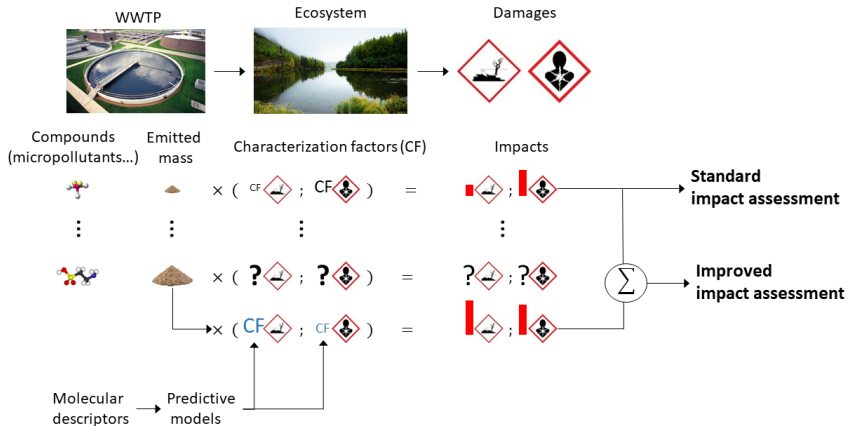 WWTP
Ecosystem
Damages
Compounds
(micropollutants…)
Emitted
mass
Characterization factors (CF)
Impacts
× ( CF ; CF ) = ;
Standard
impact assessment
⋮ ⋮ ⋮ ⋮ ⋮
× ( ? ; ? ) = ? ; ?
∑
Improved
impact assessment
× ( CF ; CF ) = ;
Molecular
descriptors
Predictive
models